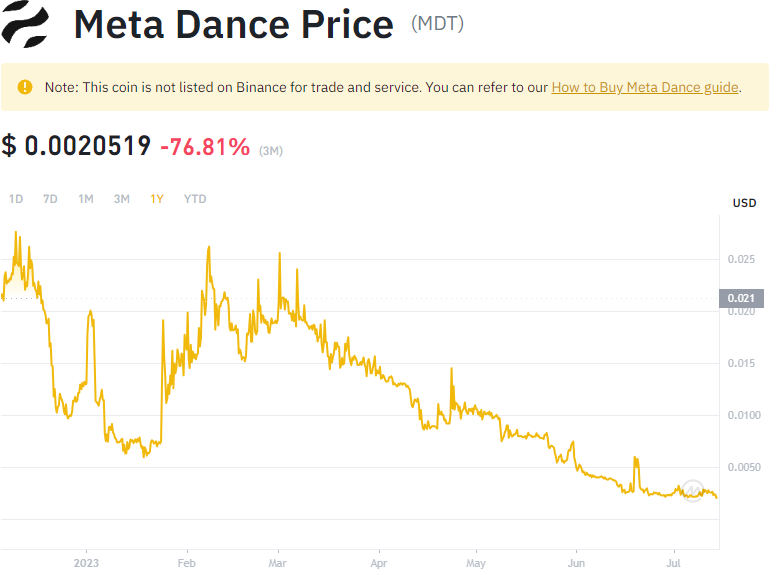 Meta Dance Price (MDT)
Note: This coin is not listed on Binance for trade and service. You can refer to our How to Buy Meta Dance guide.
$ 0.0020519 -76.81% (3M)
1D 7D 1M 3M 1Y YTD
USD
0.025
0.021
0.020
0.015
0.0100
0.0050
2023 Feb Mar Apr May Jun Jul